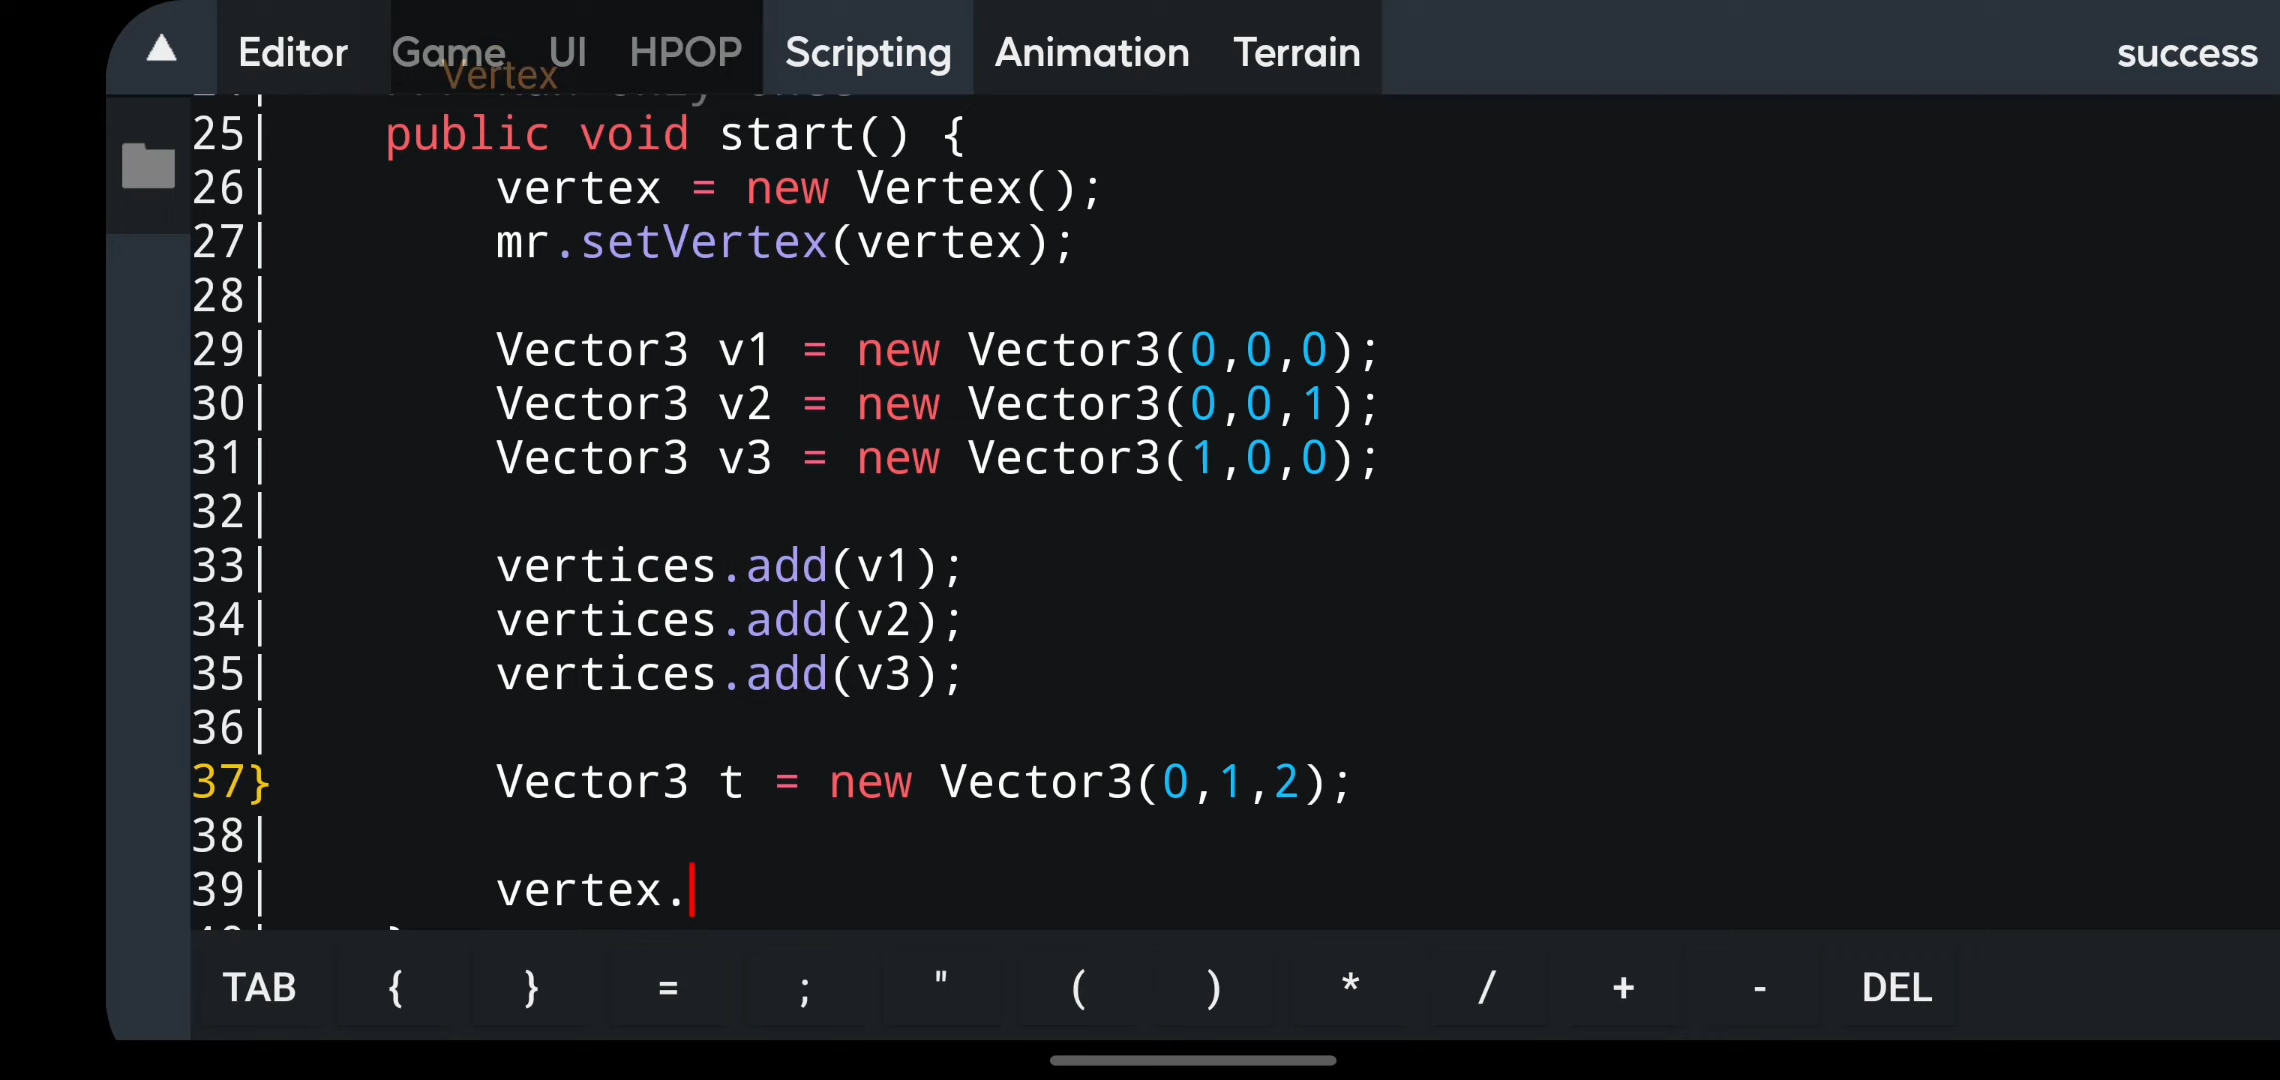 Editor Game UI HPOP Scripting Animation Terrain success
Vertex
25| public void start() {
26| vertex = new Vertex();
27| mr.setVertex(vertex);
28|
29| Vector3 v1 = new Vector3(0,0,0);
30| Vector3 v2 = new Vector3(0,0,1);
31| Vector3 v3 = new Vector3(1,0,0);
32|
33| vertices.add(v1);
34| vertices.add(v2);
35| vertices.add(v3);
36|
37} Vector3 t = new Vector3(0,1,2);
38|
39| vertex.
TAB { } = ; " ( ) * / + - DEL